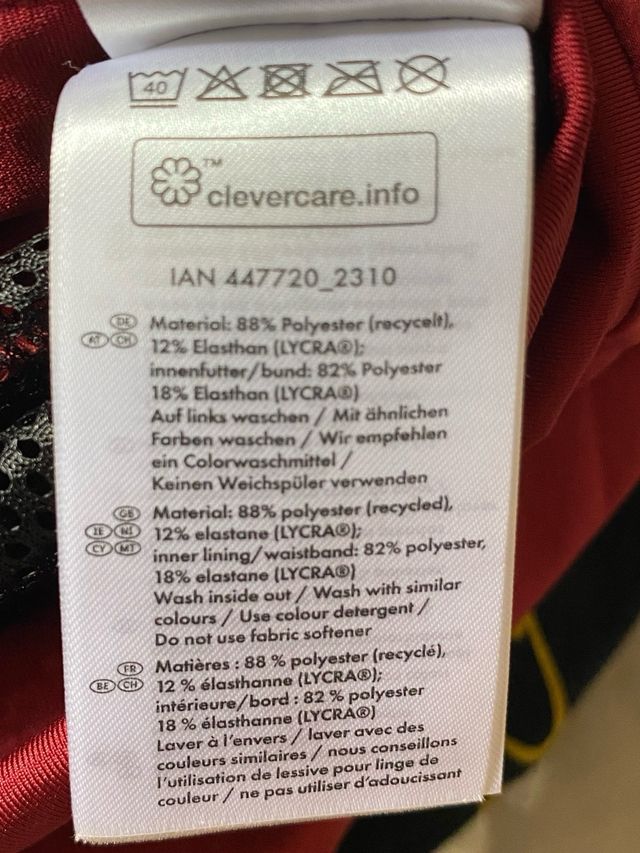 40
clevercare.info™
IAN 447720_2310
DE AT CH
Material: 88% Polyester (recycelt),
12% Elasthan (LYCRA®);
innenfutter/bund: 82% Polyester
18% Elasthan (LYCRA®)
Auf links waschen / Mit ähnlichen
Farben waschen / Wir empfehlen
ein Colorwaschmittel /
Keinen Weichspüler verwenden
GB IE NI CY MT
Material: 88% polyester (recycled),
12% elastane (LYCRA®);
inner lining/waistband: 82% polyester,
18% elastane (LYCRA®)
Wash inside out / Wash with similar
colours / Use colour detergent /
Do not use fabric softener
FR BE CH
Matières : 88 % polyester (recyclé),
12 % élasthanne (LYCRA®);
intérieure/bord : 82 % polyester
18 % élasthanne (LYCRA®)
Laver à l'envers / laver avec des
couleurs similaires / nous conseillons
l'utilisation de lessive pour linge de
couleur / ne pas utiliser d'adoucissant